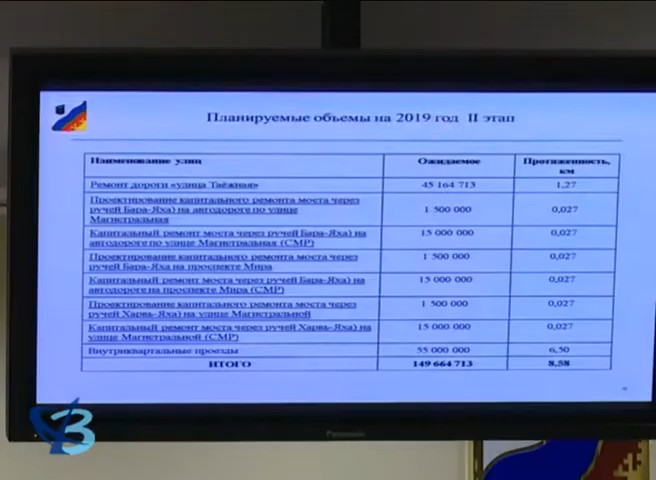 Планируемые объемы на 2019 год II этап
Наименование улиц Ожидаемое Протяженность,
км
Ремонт дороги «улица Таёжная» 45 164 713 1,27
Проектирование капитального ремонта моста через
ручей Бара-Яха) на автодороге по улице
Магистральная 1 500 000 0,027
Капитальный ремонт моста через ручей Бара-Яха) на
автодороге по улице Магистральная (СМР) 15 000 000 0,027
Проектирование капитального ремонта моста через
ручей Бара-Яха на проспекте Мира 1 500 000 0,027
Капитальный ремонт моста через ручей Бара-Яха) на
автодороге на проспекте Мира (СМР) 15 000 000 0,027
Проектирование капитального ремонта моста через
ручей Харвь-Яха) на улице Магистральной 1 500 000 0,027
Капитальный ремонт моста через ручей Харвь-Яха) на
улице Магистральной (СМР) 15 000 000 0,027
Внутриквартальные проезды 55 000 000 6,50
ИТОГО 149 664 713 8,58
Panasonic